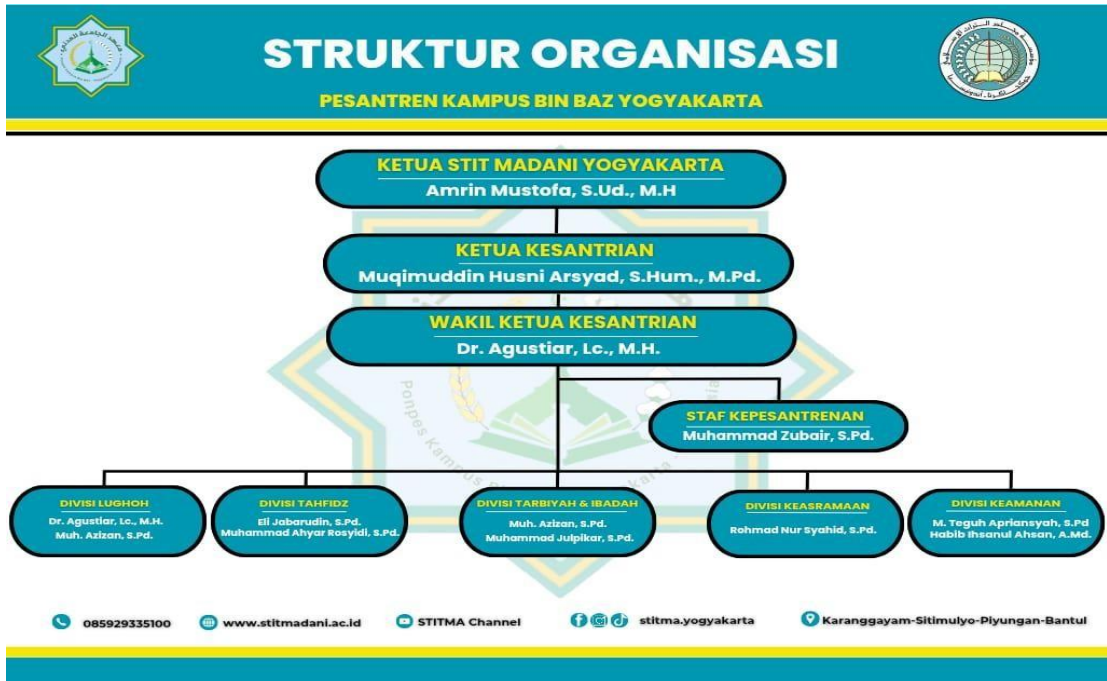 STRUKTUR ORGANISASI
PESANTREN KAMPUS BIN BAZ YOGYAKARTA
KETUA STIT MADANI YOGYAKARTA
Amrin Mustofa, S.Ud., M.H
KETUA KESANTRIAN
Muqimuddin Husni Arsyad, S.Hum., M.Pd.
WAKIL KETUA KESANTRIAN
Dr. Agustiar, Lc., M.H.
STAF KEPESANTRENAN
Muhammad Zubair, S.Pd.
DIVISI LUGHOH
Dr. Agustiar, Lc., M.H.
Muh. Azizan, S.Pd.
DIVISI TAHFIDZ
Eli Jabarudin, S.Pd.
Muhammad Ahyar Rosyidi, S.Pd.
DIVISI TARBIYAH & IBADAH
Muh. Azizan, S.Pd.
Muhammad Julpikar, S.Pd.
DIVISI KEASRAMAAN
Rohmad Nur Syahid, S.Pd.
DIVISI KEAMANAN
M. Teguh Apriansyah, S.Pd
Habib Ihsanul Ahsan, A.Md.
Ponpes Kampus
085929335100
www.stitmadani.ac.id
STITMA Channel
stitma.yogyakarta
Karanggayam-Sitimulyo-Piyungan-Bantul